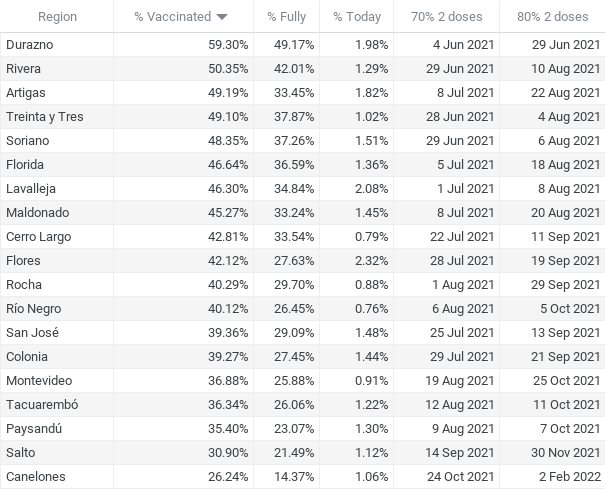 Region % Vaccinated % Fully % Today 70% 2 doses 80% 2 doses
Durazno 59.30% 49.17% 1.98% 4 Jun 2021 29 Jun 2021
Rivera 50.35% 42.01% 1.29% 29 Jun 2021 10 Aug 2021
Artigas 49.19% 33.45% 1.82% 8 Jul 2021 22 Aug 2021
Treinta y Tres 49.10% 37.87% 1.02% 28 Jun 2021 4 Aug 2021
Soriano 48.35% 37.26% 1.51% 29 Jun 2021 6 Aug 2021
Florida 46.64% 36.59% 1.36% 5 Jul 2021 18 Aug 2021
Lavalleja 46.30% 34.84% 2.08% 1 Jul 2021 8 Aug 2021
Maldonado 45.27% 33.24% 1.45% 8 Jul 2021 20 Aug 2021
Cerro Largo 42.81% 33.54% 0.79% 22 Jul 2021 11 Sep 2021
Flores 42.12% 27.63% 2.32% 28 Jul 2021 19 Sep 2021
Rocha 40.29% 29.70% 0.88% 1 Aug 2021 29 Sep 2021
Río Negro 40.12% 26.45% 0.76% 6 Aug 2021 5 Oct 2021
San José 39.36% 29.09% 1.48% 25 Jul 2021 13 Sep 2021
Colonia 39.27% 27.45% 1.44% 29 Jul 2021 21 Sep 2021
Montevideo 36.88% 25.88% 0.91% 19 Aug 2021 25 Oct 2021
Tacuarembó 36.34% 26.06% 1.22% 12 Aug 2021 11 Oct 2021
Paysandú 35.40% 23.07% 1.30% 9 Aug 2021 7 Oct 2021
Salto 30.90% 21.49% 1.12% 14 Sep 2021 30 Nov 2021
Canelones 26.24% 14.37% 1.06% 24 Oct 2021 2 Feb 2022